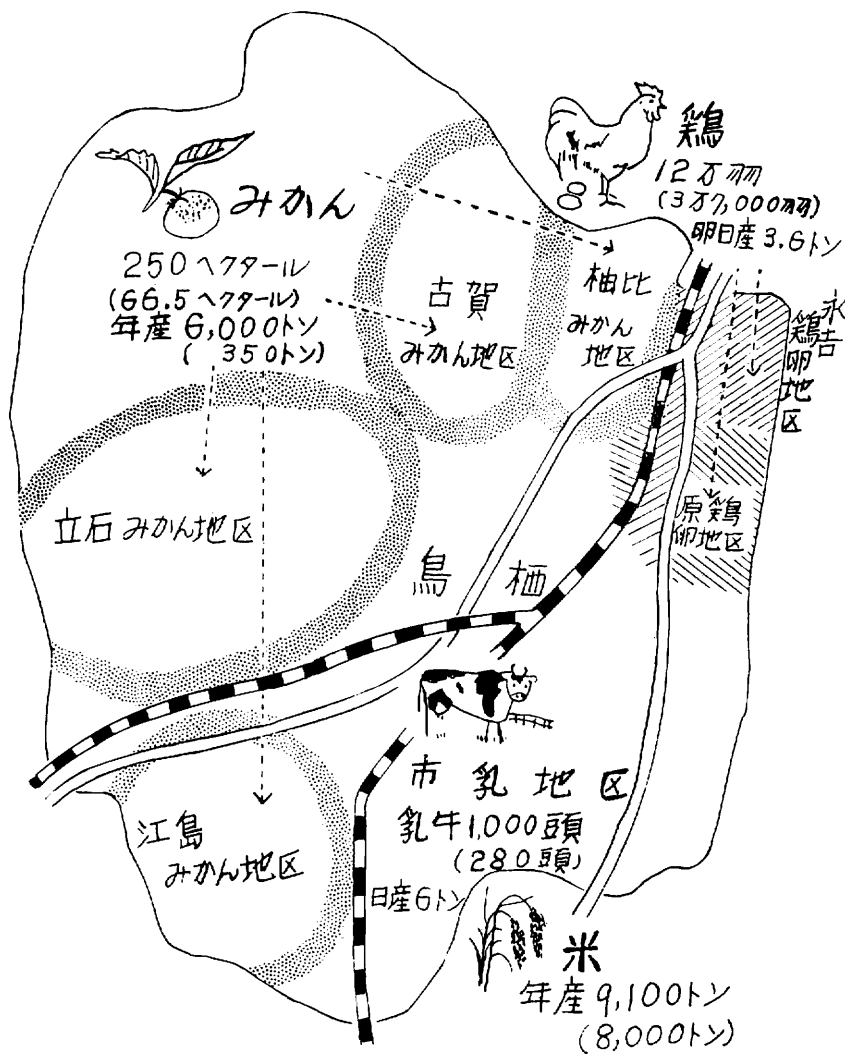 鶏
12万羽
(3万7,000羽)
卵日産3.6トン
みかん
250ヘクタール
(66.5ヘクタール)
年産6,000トン
(350トン)
古賀
みかん地区
柚比
みかん
地区
永吉
鶏卵地区
原鶏
卵地区
立石みかん地区
鳥栖
市乳地区
乳牛1,000頭
(280頭)
日産6トン
江島
みかん地区
米
年産9,100トン
(8,000トン)